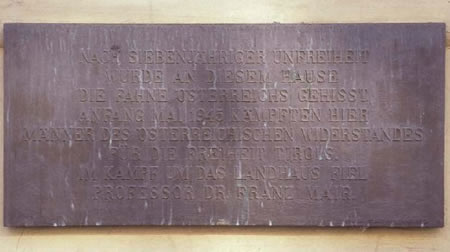 NACH SIEBENJÄHRIGER UNFREIHEIT
WURDE AN DIESEM HAUSE
DIE FAHNE ÖSTERREICHS GEHISST.
ANFANG MAI 1945 KÄMPFTEN HIER
MÄNNER DES ÖSTERREICHISCHEN WIDERSTANDES
FÜR DIE FREIHEIT TIROLS.
IM KAMPF UM DAS LANDHAUS FIEL
PROFESSOR DR. FRANZ MAIR.